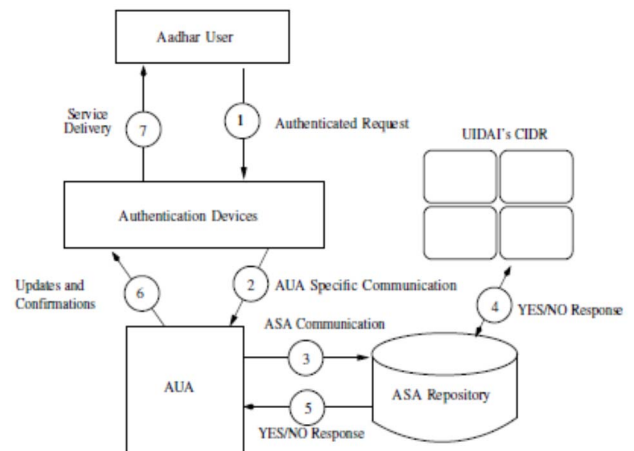 Aadhar User
Service
Delivery
7
1
Authenticated Request
UIDAI's CIDR
Authentication Devices
Updates and
Confirmations
6
2
AUA Specific Communication
4
YES/NO Response
ASA Communication
3
AUA
ASA Repository
5
YES/NO Response